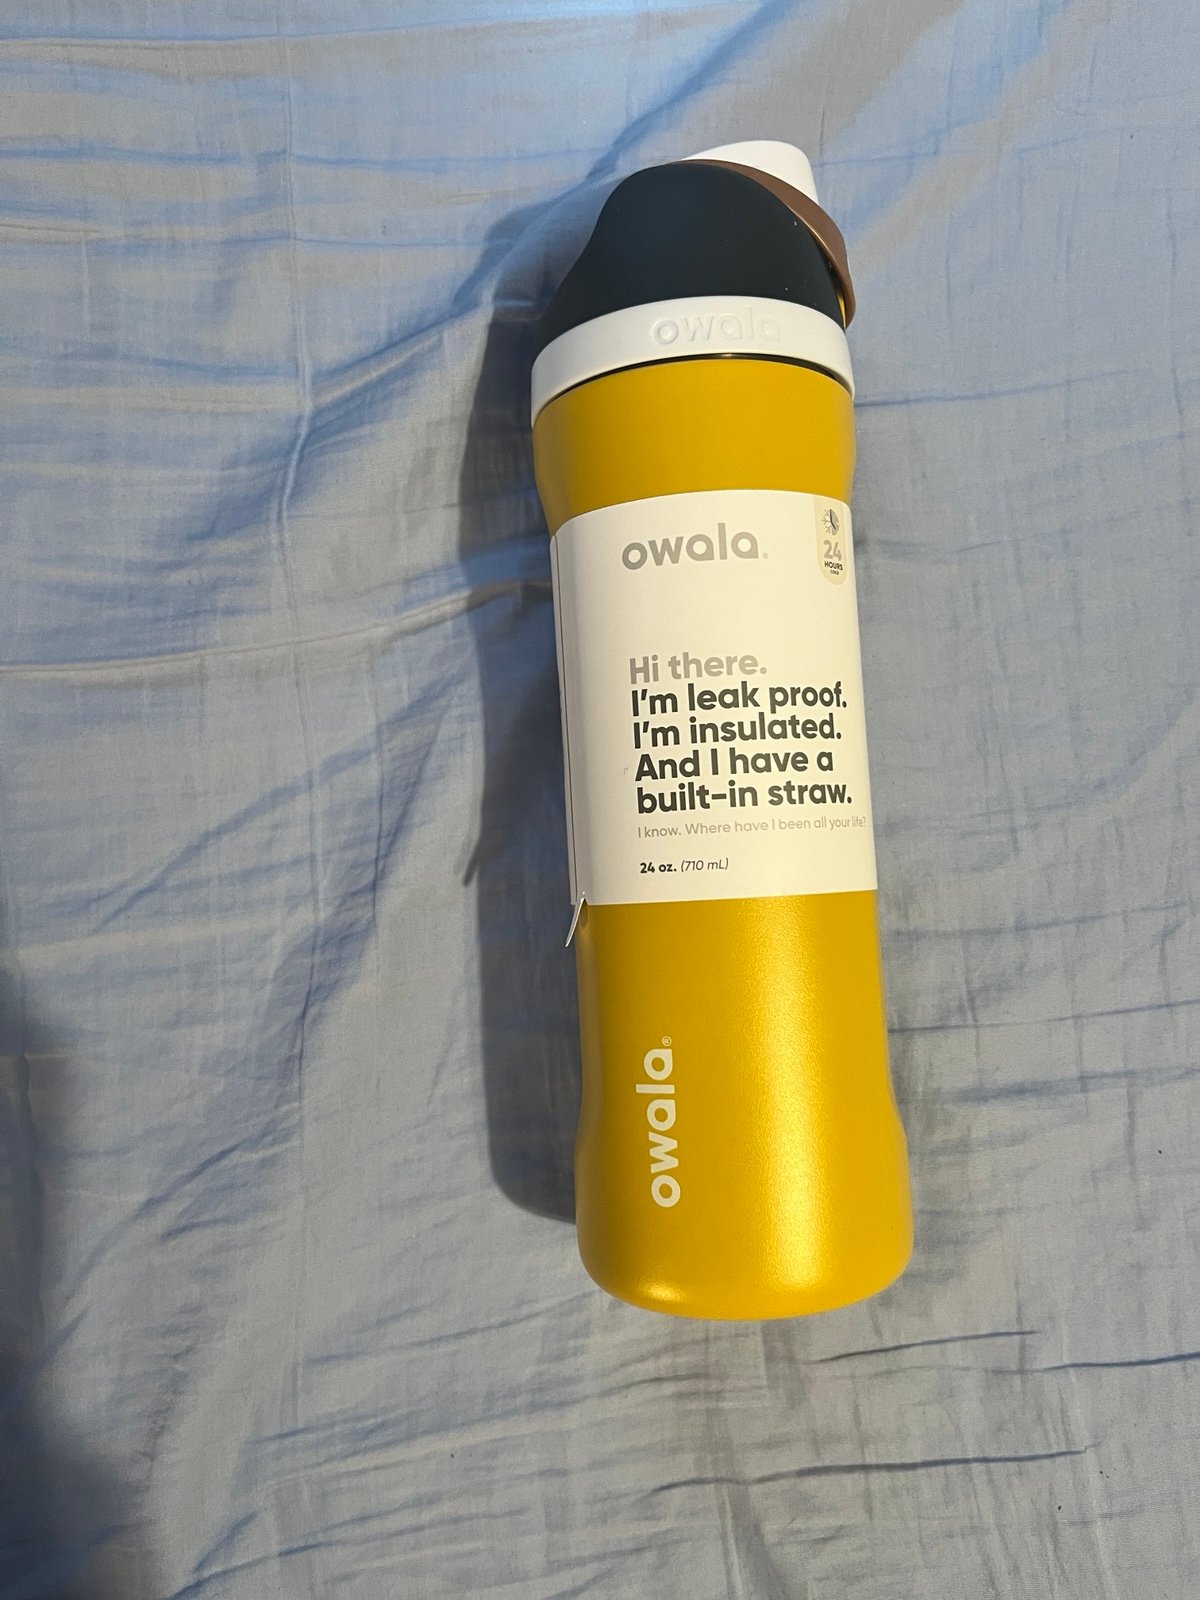 owala
owala.
24
HOURS
COLD
Hi there.
I'm leak proof.
I'm insulated.
And I have a
built-in straw.
I know. Where have I been all your life?
24 oz. (710 mL)
owala®